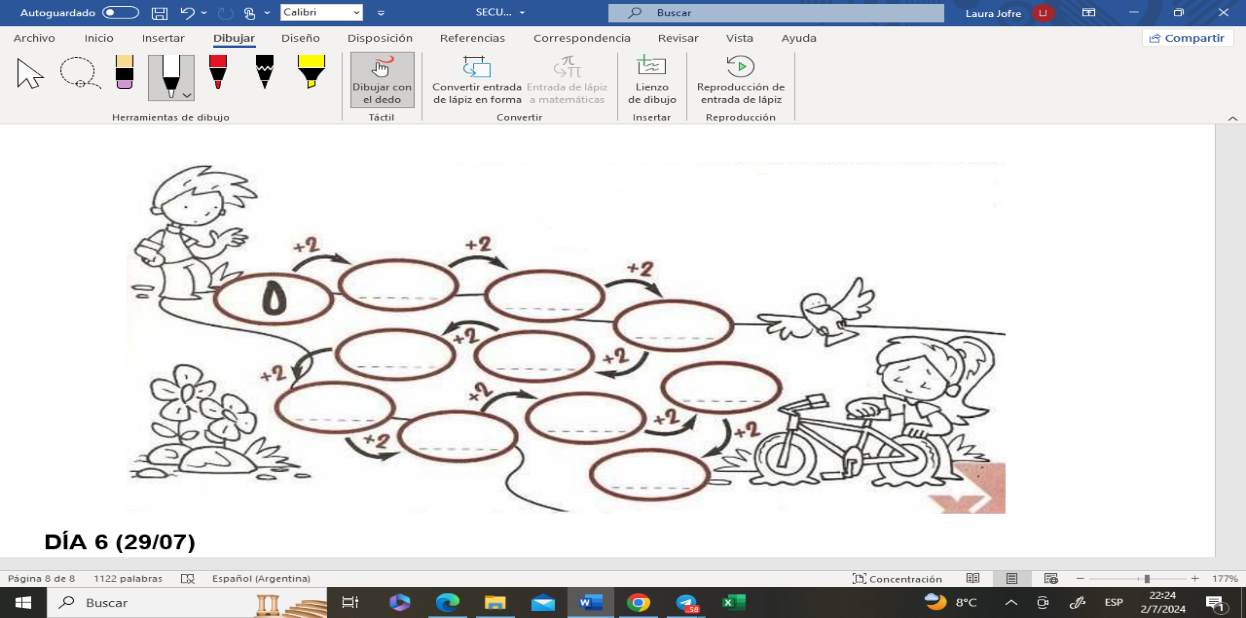 Autoguardado Calibri SECU... Buscar Laura Jofre LJ
Archivo Inicio Insertar Dibujar Diseño Disposición Referencias Correspondencia Revisar Vista Ayuda Compartir
Dibujar con el dedo
Convertir entrada de lápiz en forma
Entrada de lápiz a matemáticas
Lienzo de dibujo
Reproducción de entrada de lápiz
Herramientas de dibujo Táctil Convertir Insertar Reproducción
+2 +2
+2
0
+2
+2
+2
+2
+2
+2
+2
+2
DÍA 6 (29/07)
Página 8 de 8 1122 palabras Español (Argentina) Concentración 177%
Buscar 8°C ESP 22:24
2/7/2024